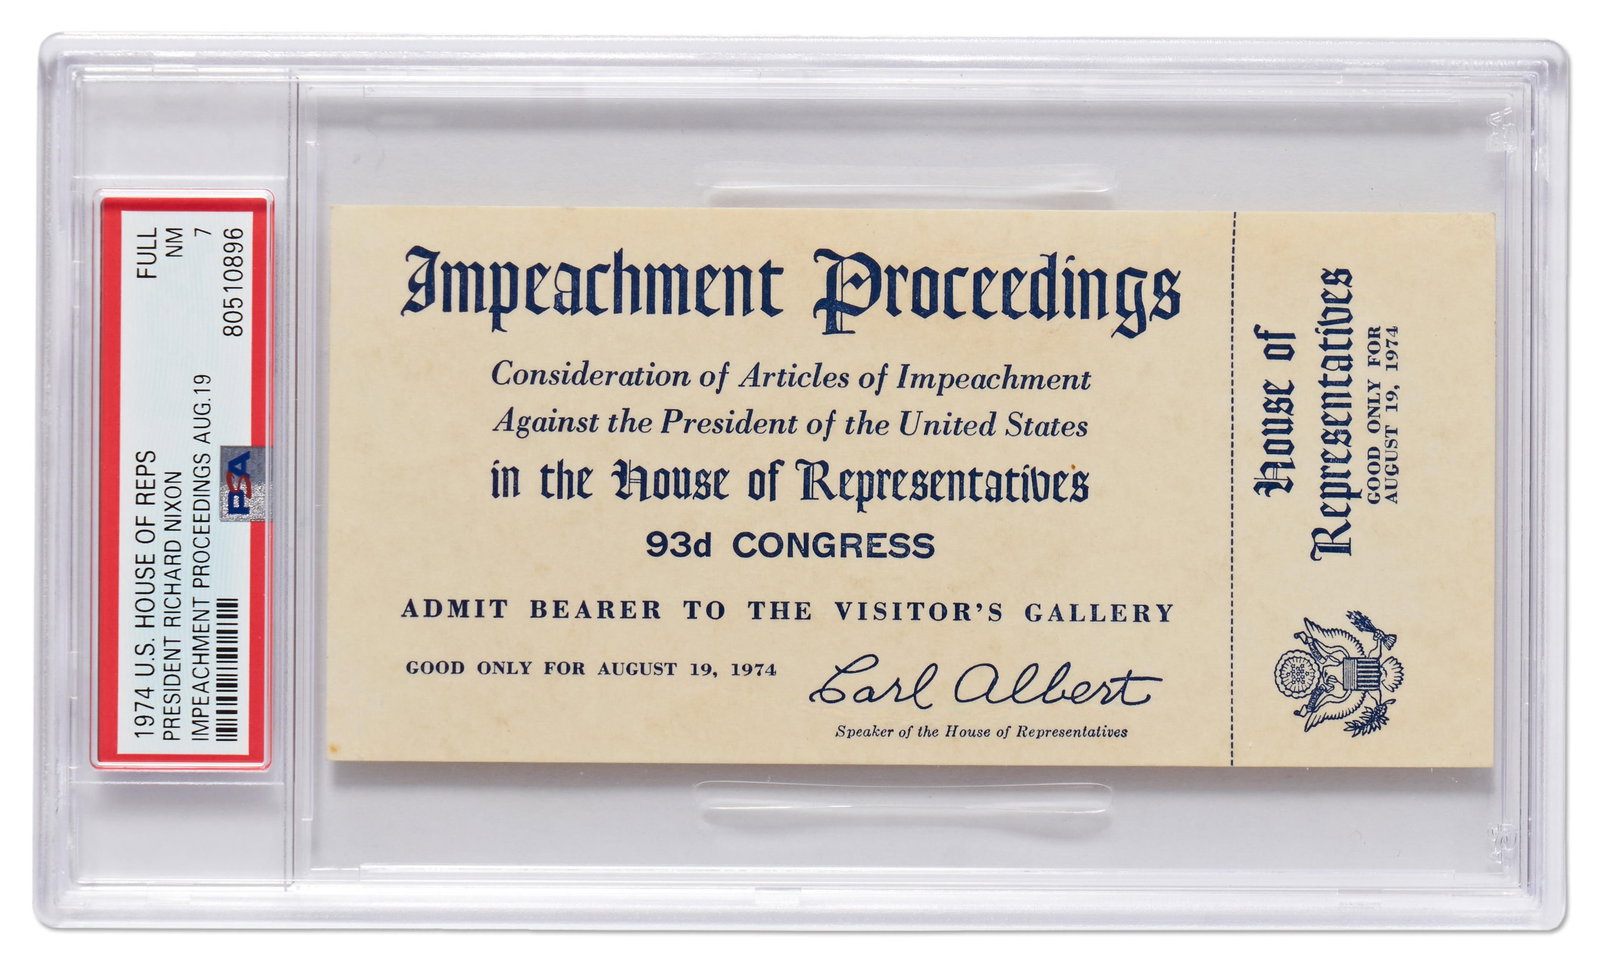 1974 U.S. HOUSE OF REPS FULL
PRESIDENT RICHARD NIXON NM
IMPEACHMENT PROCEEDINGS AUG.19 7
80510896
PSA
Impeachment Proceedings
Consideration of Articles of Impeachment
Against the President of the United States
in the House of Representatives
93d CONGRESS
ADMIT BEARER TO THE VISITOR'S GALLERY
GOOD ONLY FOR AUGUST 19, 1974
Carl Albert
Speaker of the House of Representatives
House of
Representatives
GOOD ONLY FOR
AUGUST 19, 1974